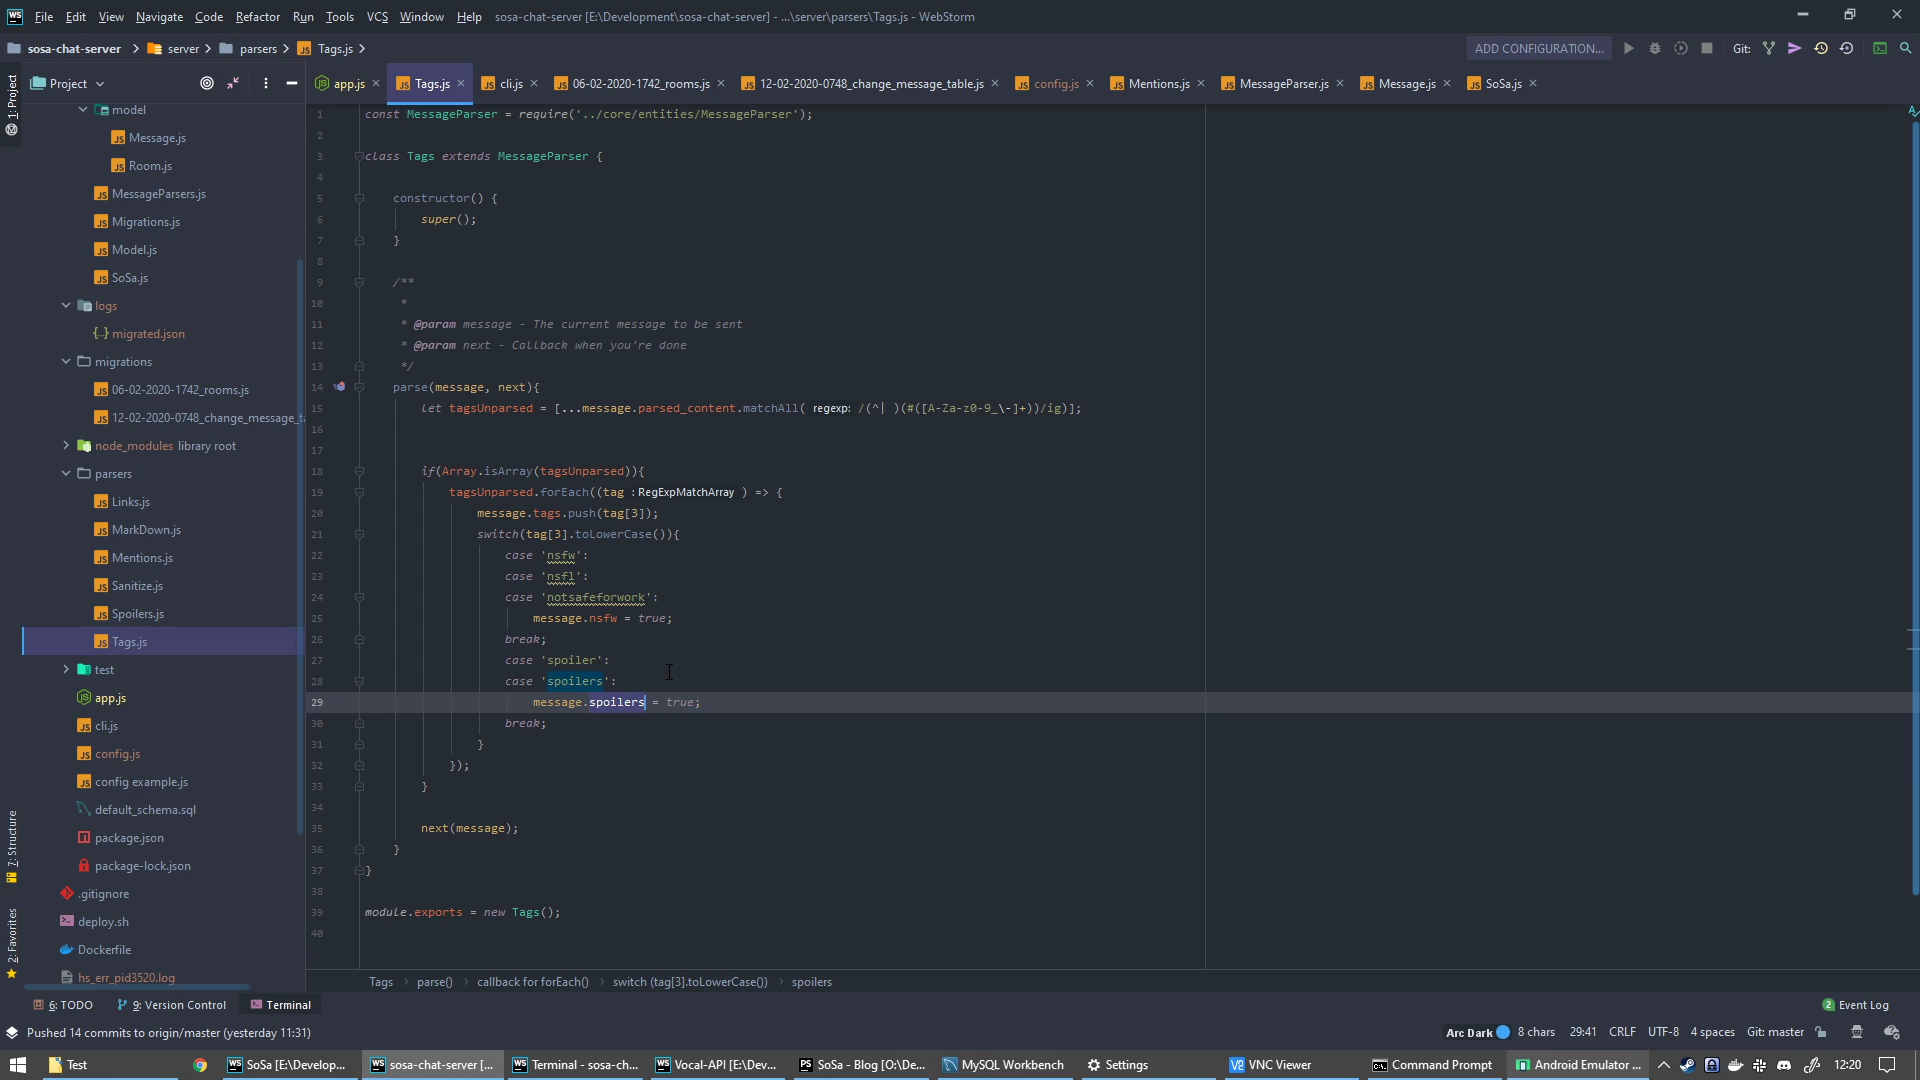 WS File Edit View Navigate Code Refactor Run Tools VCS Window Help sosa-chat-server [E:\Development\sosa-chat-server] - ...\server\parsers\Tags.js - WebStorm
sosa-chat-server server parsers Tags.js ADD CONFIGURATION... Git:
Project app.js Tags.js cli.js 06-02-2020-1742_rooms.js 12-02-2020-0748_change_message_table.js config.js Mentions.js MessageParser.js Message.js SoSa.js
1: Project
model
Message.js
Room.js
MessageParsers.js
Migrations.js
Model.js
SoSa.js
logs
migrated.json
migrations
06-02-2020-1742_rooms.js
12-02-2020-0748_change_message_ta
node_modules library root
parsers
Links.js
MarkDown.js
Mentions.js
Sanitize.js
Spoilers.js
Tags.js
test
app.js
cli.js
config.js
config example.js
default_schema.sql
package.json
package-lock.json
.gitignore
deploy.sh
Dockerfile
hs_err_pid3520.log
7: Structure
2: Favorites
1 const MessageParser = require('../core/entities/MessageParser');
2
3 class Tags extends MessageParser {
4
5 constructor() {
6 super();
7 }
8
9 /**
10 *
11 * @param message - The current message to be sent
12 * @param next - Callback when you're done
13 */
14 parse(message, next){
15 let tagsUnparsed = [...message.parsed_content.matchAll( regexp: /(^| )(#([A-Za-z0-9_\-]+))/ig)];
16
17
18 if(Array.isArray(tagsUnparsed)){
19 tagsUnparsed.forEach((tag :RegExpMatchArray ) => {
20 message.tags.push(tag[3]);
21 switch(tag[3].toLowerCase()){
22 case 'nsfw':
23 case 'nsfl':
24 case 'notsafeforwork':
25 message.nsfw = true;
26 break;
27 case 'spoiler':
28 case 'spoilers':
29 message.spoilers = true;
30 break;
31 }
32 });
33 }
34
35 next(message);
36 }
37 }
38
39 module.exports = new Tags();
40
Tags parse() callback for forEach() switch (tag[3].toLowerCase()) spoilers
6: TODO 9: Version Control Terminal 2 Event Log
Pushed 14 commits to origin/master (yesterday 11:31) Arc Dark 8 chars 29:41 CRLF UTF-8 4 spaces Git: master
Test SoSa [E:\Develop... sosa-chat-server [... Terminal - sosa-ch... Vocal-API [E:\Dev... SoSa - Blog [O:\De... MySQL Workbench Settings VNC Viewer Command Prompt Android Emulator ... 12:20